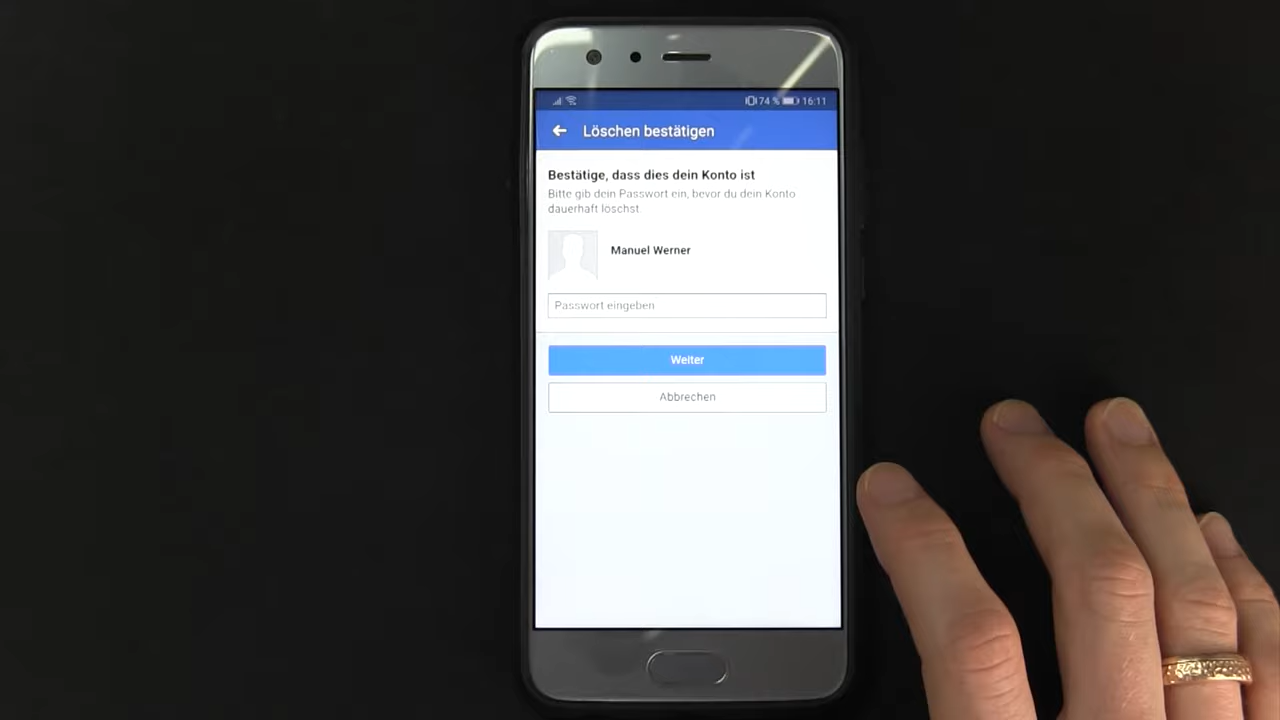 74 % 16:11
Löschen bestätigen
Bestätige, dass dies dein Konto ist
Bitte gib dein Passwort ein, bevor du dein Konto
dauerhaft löschst.
Manuel Werner
Passwort eingeben
Weiter
Abbrechen